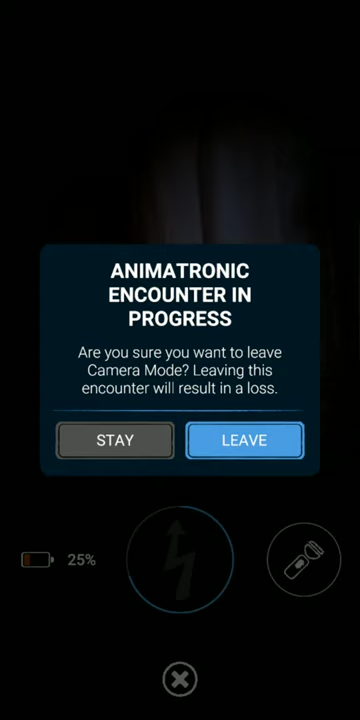 ANIMATRONIC
ENCOUNTER IN
PROGRESS
Are you sure you want to leave
Camera Mode? Leaving this
encounter will result in a loss.
STAY
LEAVE
25%